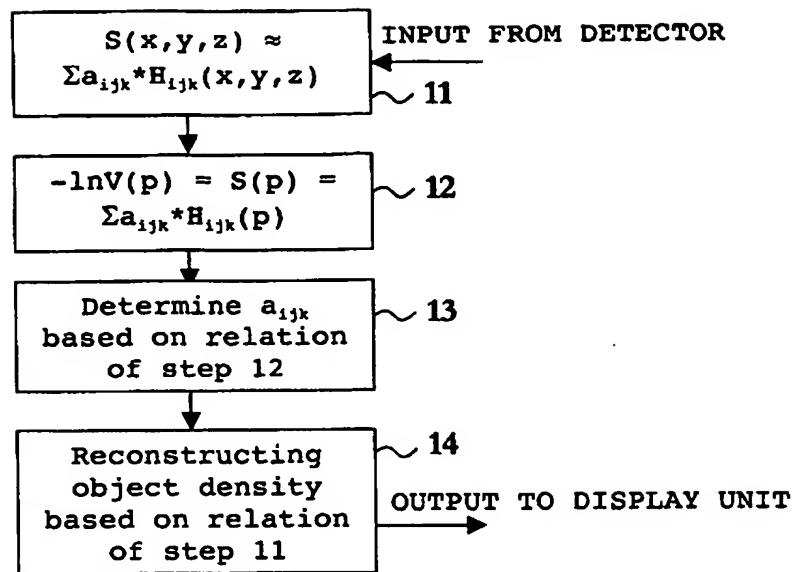 S(x,y,z) ≈
Σaᵢⱼₖ*Hᵢⱼₖ(x,y,z)
INPUT FROM DETECTOR
11
-lnV(p) = S(p) =
Σaᵢⱼₖ*Hᵢⱼₖ(p)
12
Determine aᵢⱼₖ
based on relation
of step 12
13
Reconstructing
object density
based on relation
of step 11
14
OUTPUT TO DISPLAY UNIT